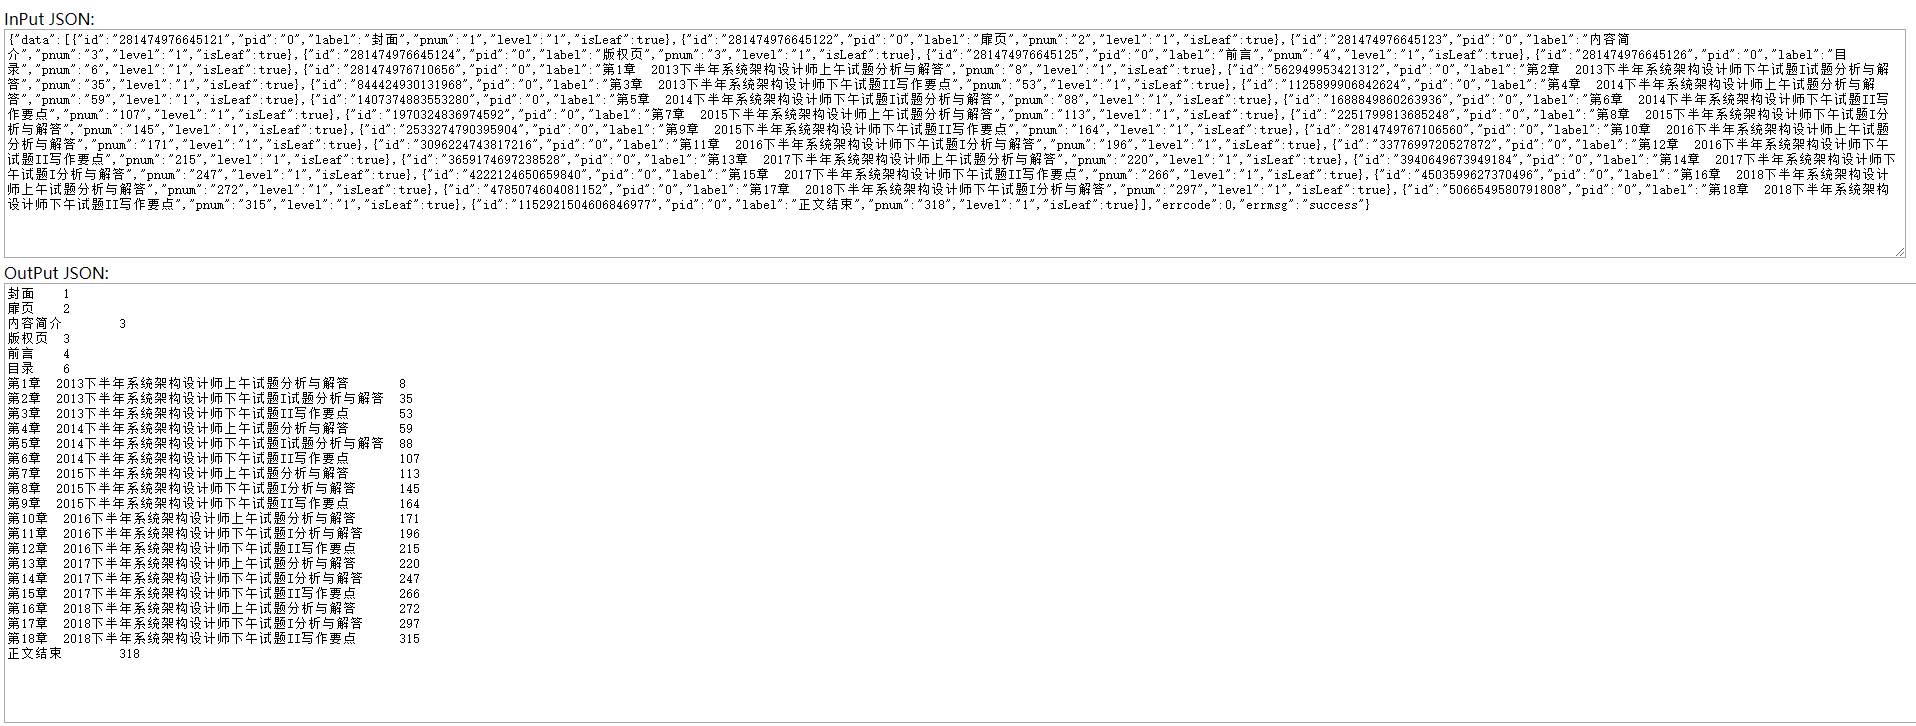 InPut JSON:
{"data":[{"id":"281474976645121","pid":"0","label":"封面","pnum":"1","level":"1","isLeaf":true},{"id":"281474976645122","pid":"0","label":"扉页","pnum":"2","level":"1","isLeaf":true},{"id":"281474976645123","pid":"0","label":"内容简
介","pnum":"3","level":"1","isLeaf":true},{"id":"281474976645124","pid":"0","label":"版权页","pnum":"3","level":"1","isLeaf":true},{"id":"281474976645125","pid":"0","label":"前言","pnum":"4","level":"1","isLeaf":true},{"id":"281474976645126","pid":"0","label":"目
录","pnum":"6","level":"1","isLeaf":true},{"id":"281474976710656","pid":"0","label":"第1章  2013下半年系统架构设计师上午试题分析与解答","pnum":"8","level":"1","isLeaf":true},{"id":"562949953421312","pid":"0","label":"第2章  2013下半年系统架构设计师下午试题I试题分析与解
答","pnum":"35","level":"1","isLeaf":true},{"id":"844424930131968","pid":"0","label":"第3章  2013下半年系统架构设计师下午试题II写作要点","pnum":"53","level":"1","isLeaf":true},{"id":"1125899906842624","pid":"0","label":"第4章  2014下半年系统架构设计师上午试题分析与解
答","pnum":"59","level":"1","isLeaf":true},{"id":"1407374883553280","pid":"0","label":"第5章  2014下半年系统架构设计师下午试题I试题分析与解答","pnum":"88","level":"1","isLeaf":true},{"id":"1688849860263936","pid":"0","label":"第6章  2014下半年系统架构设计师下午试题II写
作要点","pnum":"107","level":"1","isLeaf":true},{"id":"1970324836974592","pid":"0","label":"第7章  2015下半年系统架构设计师上午试题分析与解答","pnum":"113","level":"1","isLeaf":true},{"id":"2251799813685248","pid":"0","label":"第8章  2015下半年系统架构设计师下午试题I分
析与解答","pnum":"145","level":"1","isLeaf":true},{"id":"2533274790395904","pid":"0","label":"第9章  2015下半年系统架构设计师下午试题II写作要点","pnum":"164","level":"1","isLeaf":true},{"id":"2814749767106560","pid":"0","label":"第10章  2016下半年系统架构设计师上午试题
分析与解答","pnum":"171","level":"1","isLeaf":true},{"id":"3096224743817216","pid":"0","label":"第11章  2016下半年系统架构设计师下午试题I分析与解答","pnum":"196","level":"1","isLeaf":true},{"id":"3377699720527872","pid":"0","label":"第12章  2016下半年系统架构设计师下午
试题II写作要点","pnum":"215","level":"1","isLeaf":true},{"id":"3659174697238528","pid":"0","label":"第13章  2017下半年系统架构设计师上午试题分析与解答","pnum":"220","level":"1","isLeaf":true},{"id":"3940649673949184","pid":"0","label":"第14章  2017下半年系统架构设计师下
午试题I分析与解答","pnum":"247","level":"1","isLeaf":true},{"id":"4222124650659840","pid":"0","label":"第15章  2017下半年系统架构设计师下午试题II写作要点","pnum":"266","level":"1","isLeaf":true},{"id":"4503599627370496","pid":"0","label":"第16章  2018下半年系统架构设计
师上午试题分析与解答","pnum":"272","level":"1","isLeaf":true},{"id":"4785074604081152","pid":"0","label":"第17章  2018下半年系统架构设计师下午试题I分析与解答","pnum":"297","level":"1","isLeaf":true},{"id":"5066549580791808","pid":"0","label":"第18章  2018下半年系统架构
设计师下午试题II写作要点","pnum":"315","level":"1","isLeaf":true},{"id":"1152921504606846977","pid":"0","label":"正文结束","pnum":"318","level":"1","isLeaf":true}],"errcode":0,"errmsg":"success"}
OutPut JSON:
封面 1
扉页 2
内容简介 3
版权页 3
前言 4
目录 6
第1章  2013下半年系统架构设计师上午试题分析与解答 8
第2章  2013下半年系统架构设计师下午试题I试题分析与解答 35
第3章  2013下半年系统架构设计师下午试题II写作要点 53
第4章  2014下半年系统架构设计师上午试题分析与解答 59
第5章  2014下半年系统架构设计师下午试题I试题分析与解答 88
第6章  2014下半年系统架构设计师下午试题II写作要点 107
第7章  2015下半年系统架构设计师上午试题分析与解答 113
第8章  2015下半年系统架构设计师下午试题I分析与解答 145
第9章  2015下半年系统架构设计师下午试题II写作要点 164
第10章  2016下半年系统架构设计师上午试题分析与解答 171
第11章  2016下半年系统架构设计师下午试题I分析与解答 196
第12章  2016下半年系统架构设计师下午试题II写作要点 215
第13章  2017下半年系统架构设计师上午试题分析与解答 220
第14章  2017下半年系统架构设计师下午试题I分析与解答 247
第15章  2017下半年系统架构设计师下午试题II写作要点 266
第16章  2018下半年系统架构设计师上午试题分析与解答 272
第17章  2018下半年系统架构设计师下午试题I分析与解答 297
第18章  2018下半年系统架构设计师下午试题II写作要点 315
正文结束 318